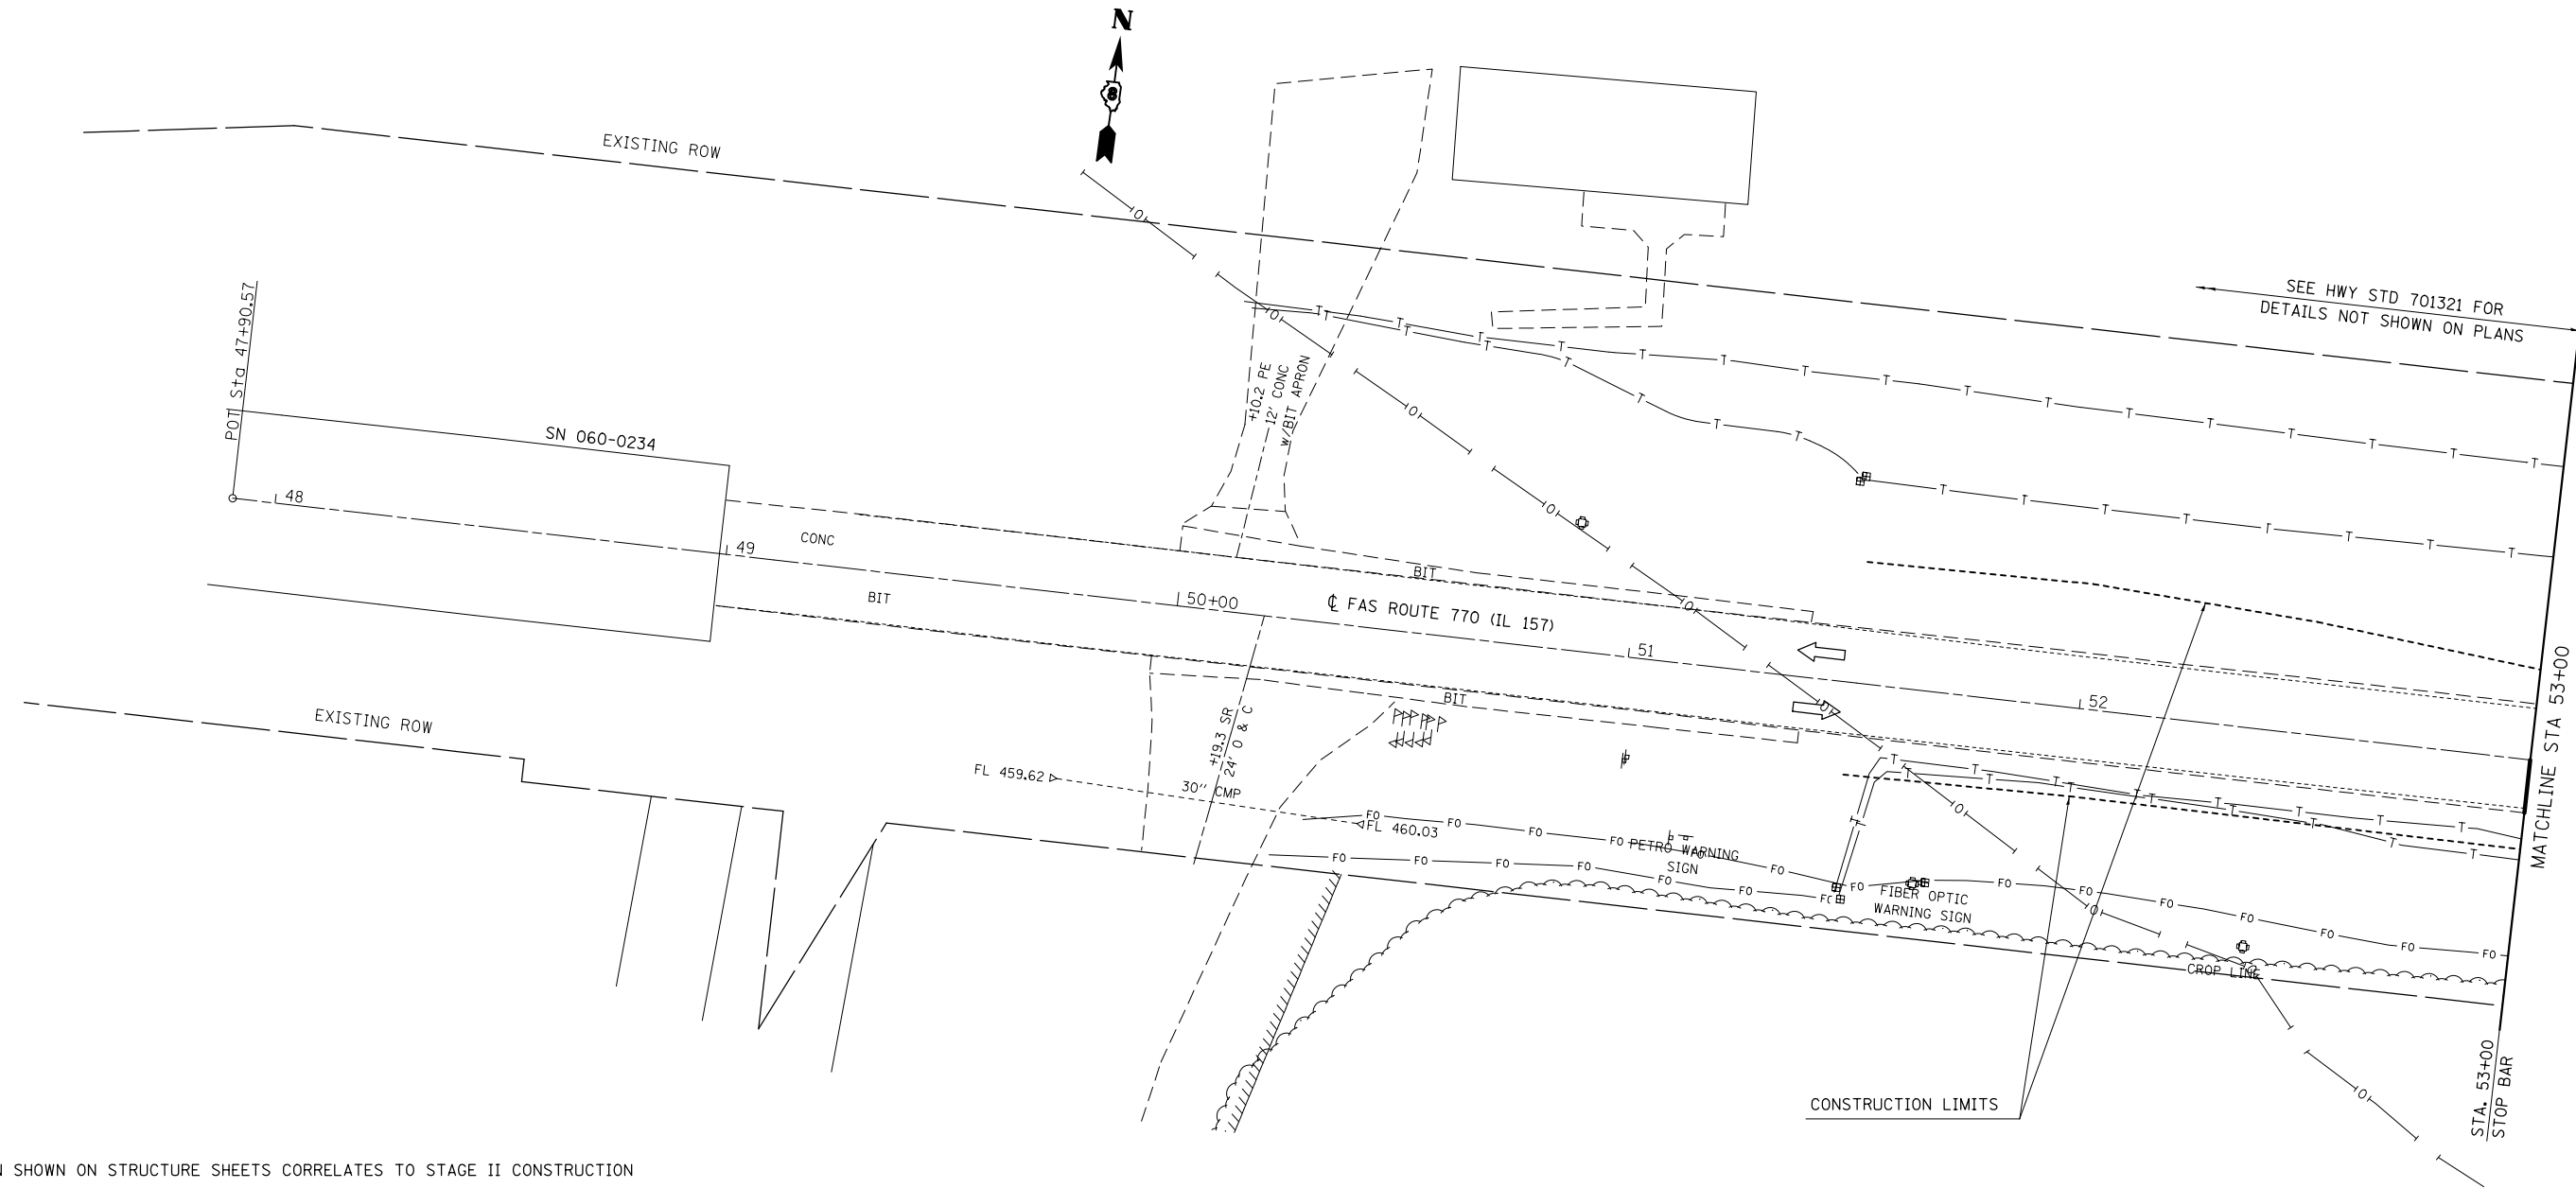 N
8
EXISTING ROW
SEE HWY STD 701321 FOR
DETAILS NOT SHOWN ON PLANS
POT Sta 47+90.57
SN 060-0234
+10.2 PE
12' CONC
w/BIT APRON
48
49
CONC
BIT
50+00
℄ FAS ROUTE 770 (IL 157)
BIT
51
52
BIT
EXISTING ROW
+19.3 SR
24' O & C
FL 459.62
30'' CMP
FL 460.03
PETRO WARNING
SIGN
FIBER OPTIC
WARNING SIGN
CROP LINE
MATCHLINE STA 53+00
STA. 53+00
STOP BAR
CONSTRUCTION LIMITS
SHOWN ON STRUCTURE SHEETS CORRELATES TO STAGE II CONSTRUCTION